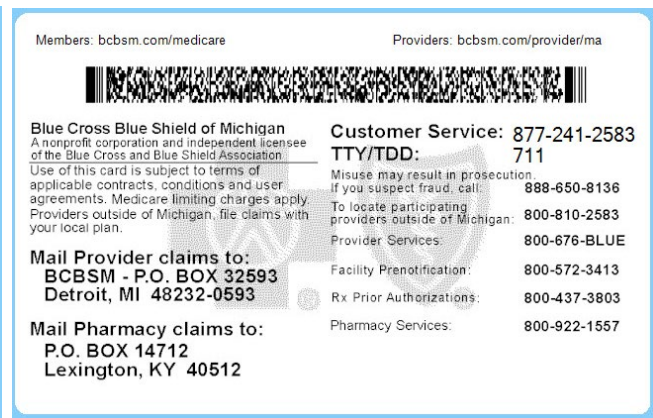 Members: bcbsm.com/medicare
Providers: bcbsm.com/provider/ma
Blue Cross Blue Shield of Michigan
A nonprofit corporation and independent licensee
of the Blue Cross and Blue Shield Association
Use of this card is subject to terms of
applicable contracts, conditions and user
agreements. Medicare limiting charges apply.
Providers outside of Michigan, file claims with
your local plan.
Mail Provider claims to:
BCBSM - P.O. BOX 32593
Detroit, MI 48232-0593
Mail Pharmacy claims to:
P.O. BOX 14712
Lexington, KY 40512
Customer Service: 877-241-2583
TTY/TDD: 711
Misuse may result in prosecution.
If you suspect fraud, call: 888-650-8136
To locate participating
providers outside of Michigan: 800-810-2583
Provider Services: 800-676-BLUE
Facility Prenotification: 800-572-3413
Rx Prior Authorizations: 800-437-3803
Pharmacy Services: 800-922-1557